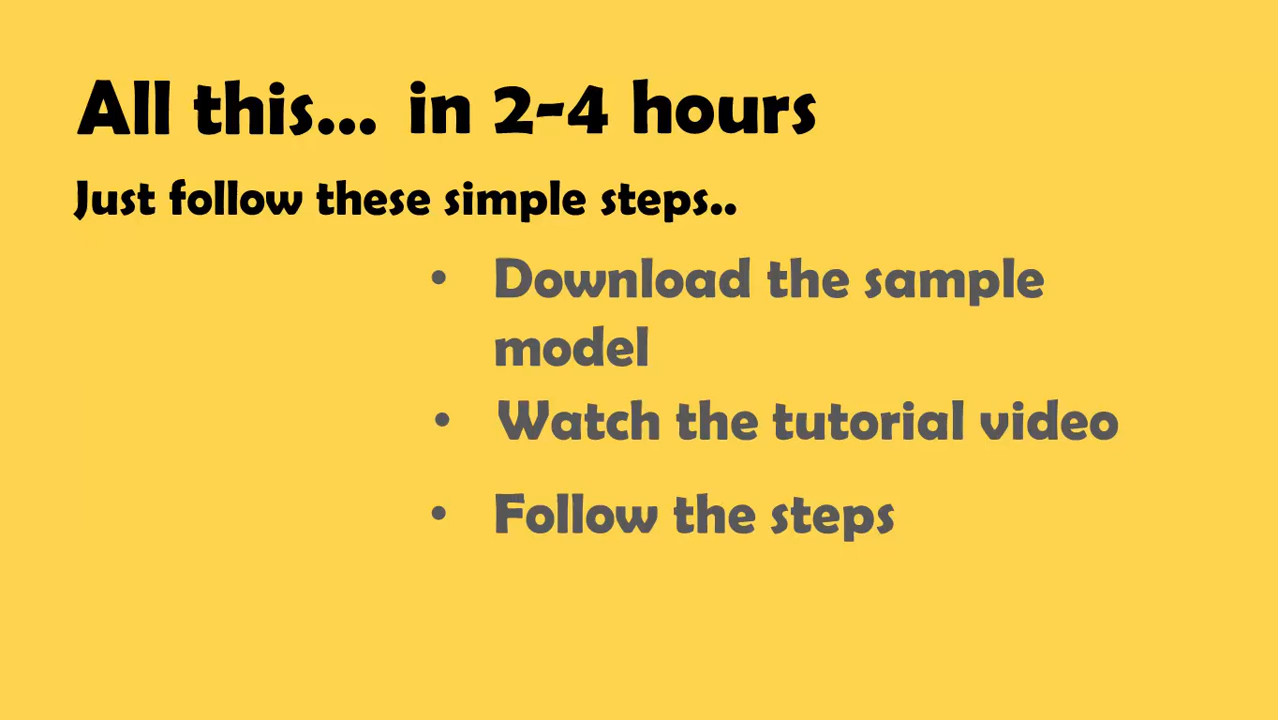 All this... in 2-4 hours
Just follow these simple steps..
• Download the sample
model
• Watch the tutorial video
• Follow the steps